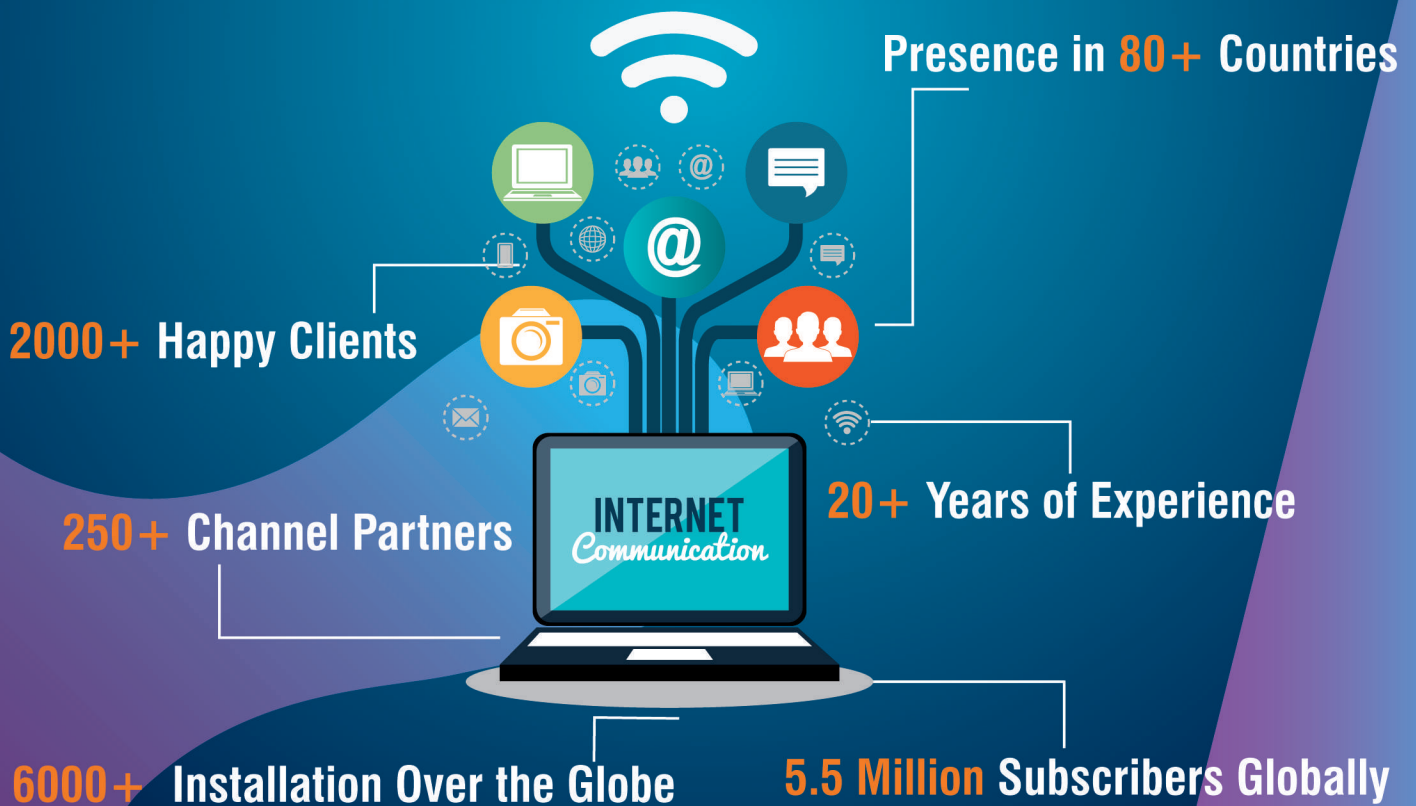 Presence in 80+ Countries
@
@
2000+ Happy Clients
20+ Years of Experience
250+ Channel Partners
INTERNET
Communication
6000+ Installation Over the Globe
5.5 Million Subscribers Globally